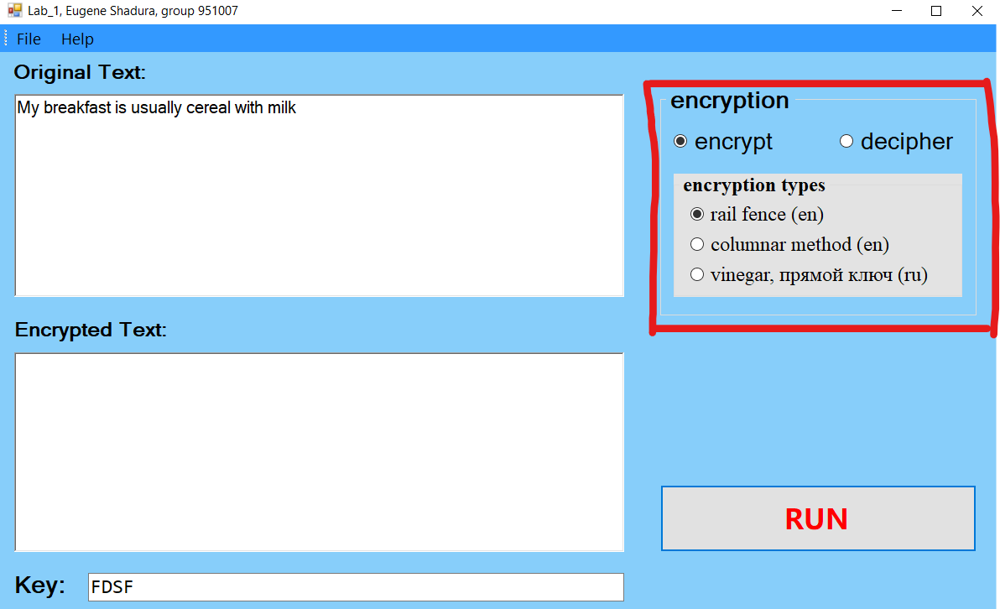 Lab_1, Eugene Shadura, group 951007
File Help
Original Text:
My breakfast is usually cereal with milk
encryption
encrypt decipher
encryption types
rail fence (en)
columnar method (en)
vinegar, прямой ключ (ru)
Encrypted Text:
RUN
Key: FDSF